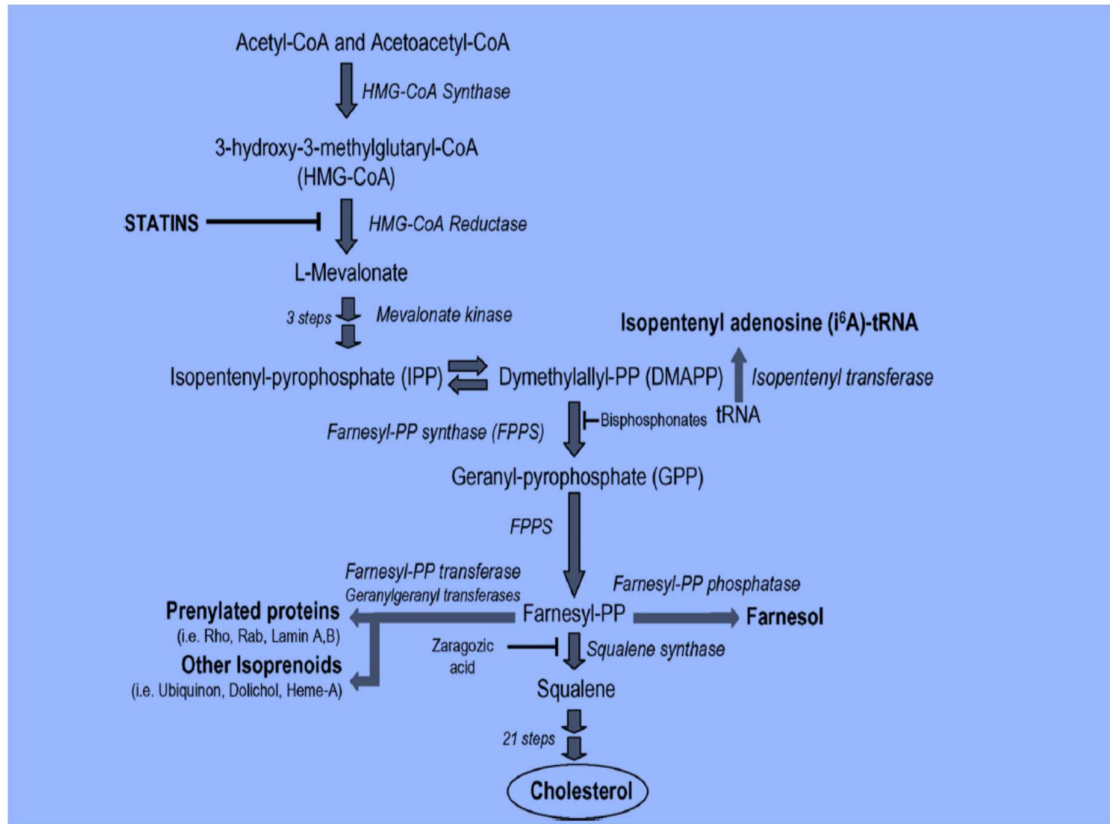 Acetyl-CoA and Acetoacetyl-CoA
HMG-CoA Synthase
3-hydroxy-3-methylglutaryl-CoA
(HMG-CoA)
STATINS
HMG-CoA Reductase
L-Mevalonate
3 steps
Mevalonate kinase
Isopentenyl adenosine (i⁶A)-tRNA
Isopentenyl-pyrophosphate (IPP)
Dymethylallyl-PP (DMAPP)
Isopentenyl transferase
Bisphosphonates
tRNA
Farnesyl-PP synthase (FPPS)
Geranyl-pyrophosphate (GPP)
FPPS
Farnesyl-PP transferase
Geranylgeranyl transferases
Farnesyl-PP phosphatase
Prenylated proteins
(i.e. Rho, Rab, Lamin A,B)
Farnesyl-PP
Farnesol
Zaragozic
acid
Squalene synthase
Other Isoprenoids
(i.e. Ubiquinon, Dolichol, Heme-A)
Squalene
21 steps
Cholesterol